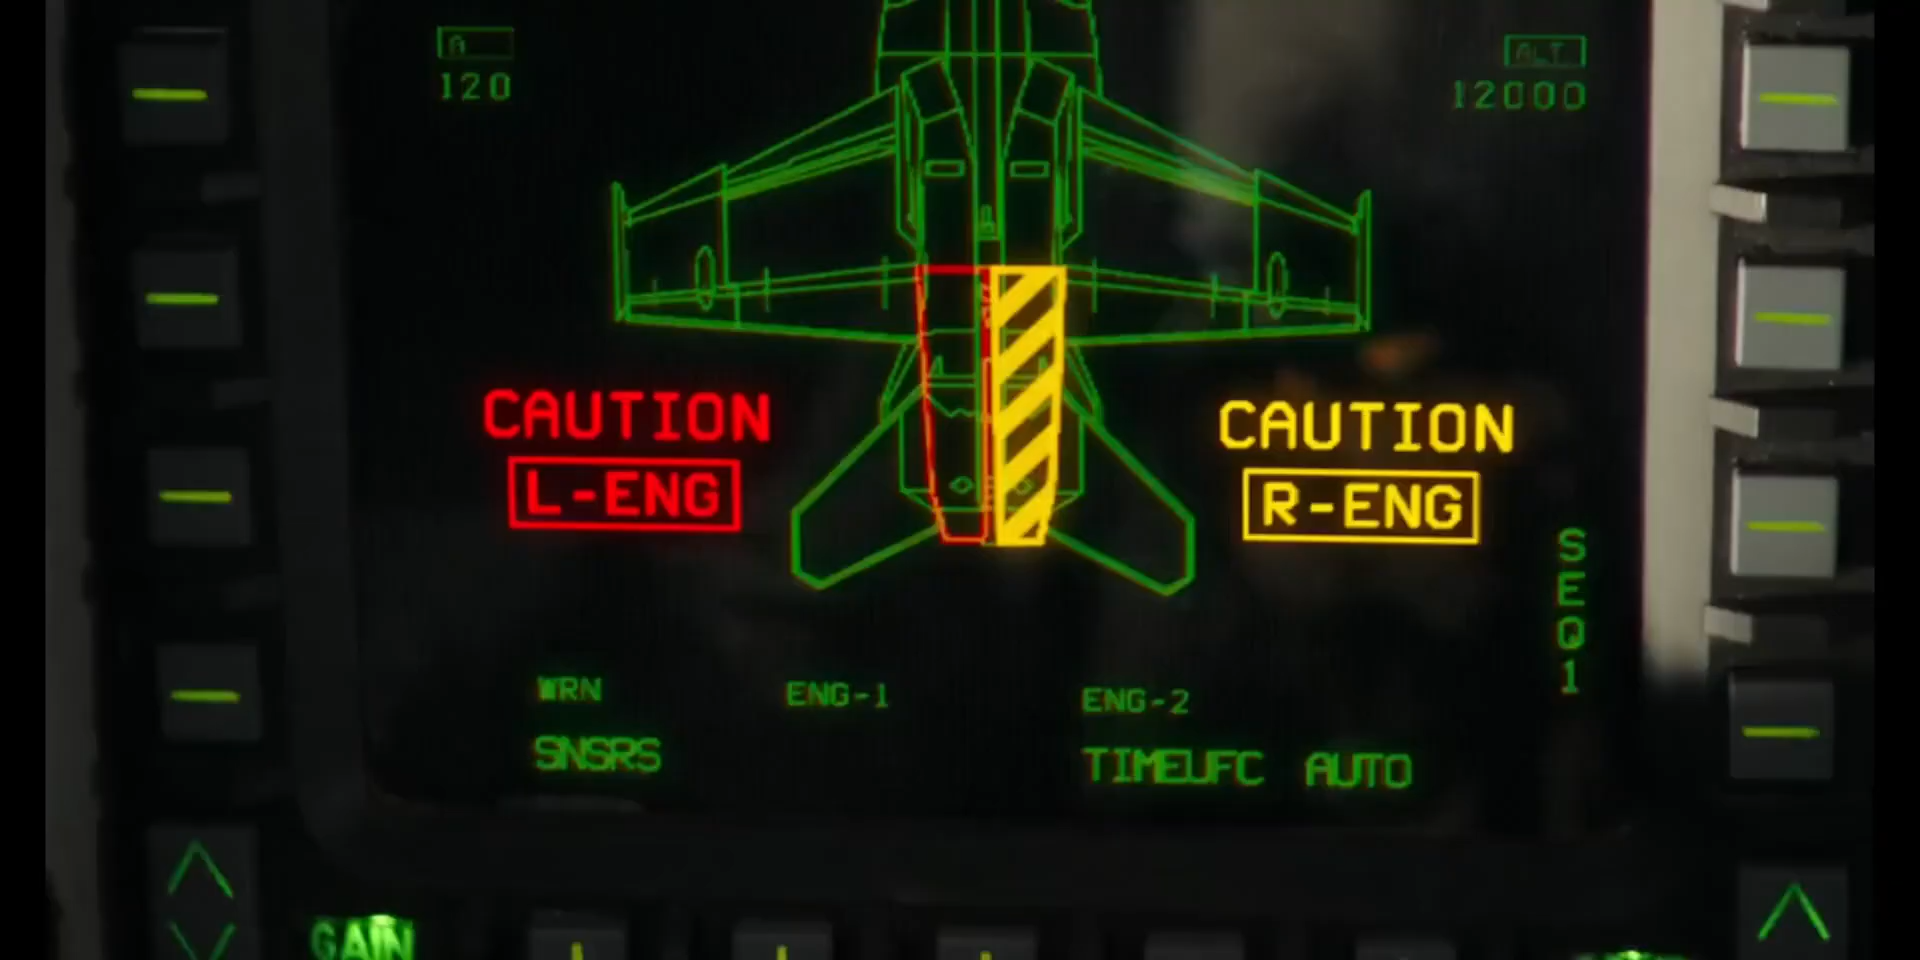 A
120
ALT
12000
CAUTION
L-ENG
CAUTION
R-ENG
SEQ1
WRN
ENG-1
ENG-2
SNSRS
TIMEUFC
AUTO
GAIN